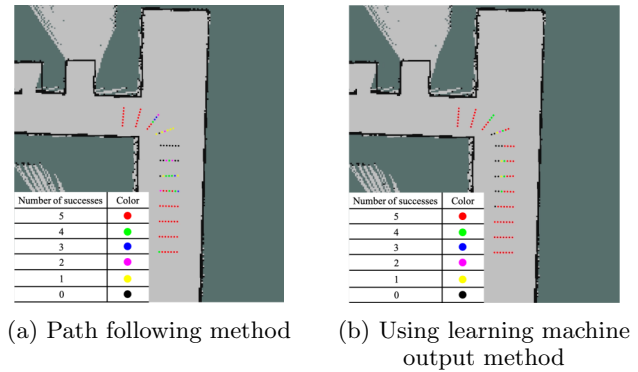 Number of successes Color
5
4
3
2
1
0
Number of successes Color
5
4
3
2
1
0
(a) Path following method
(b) Using learning machine
output method